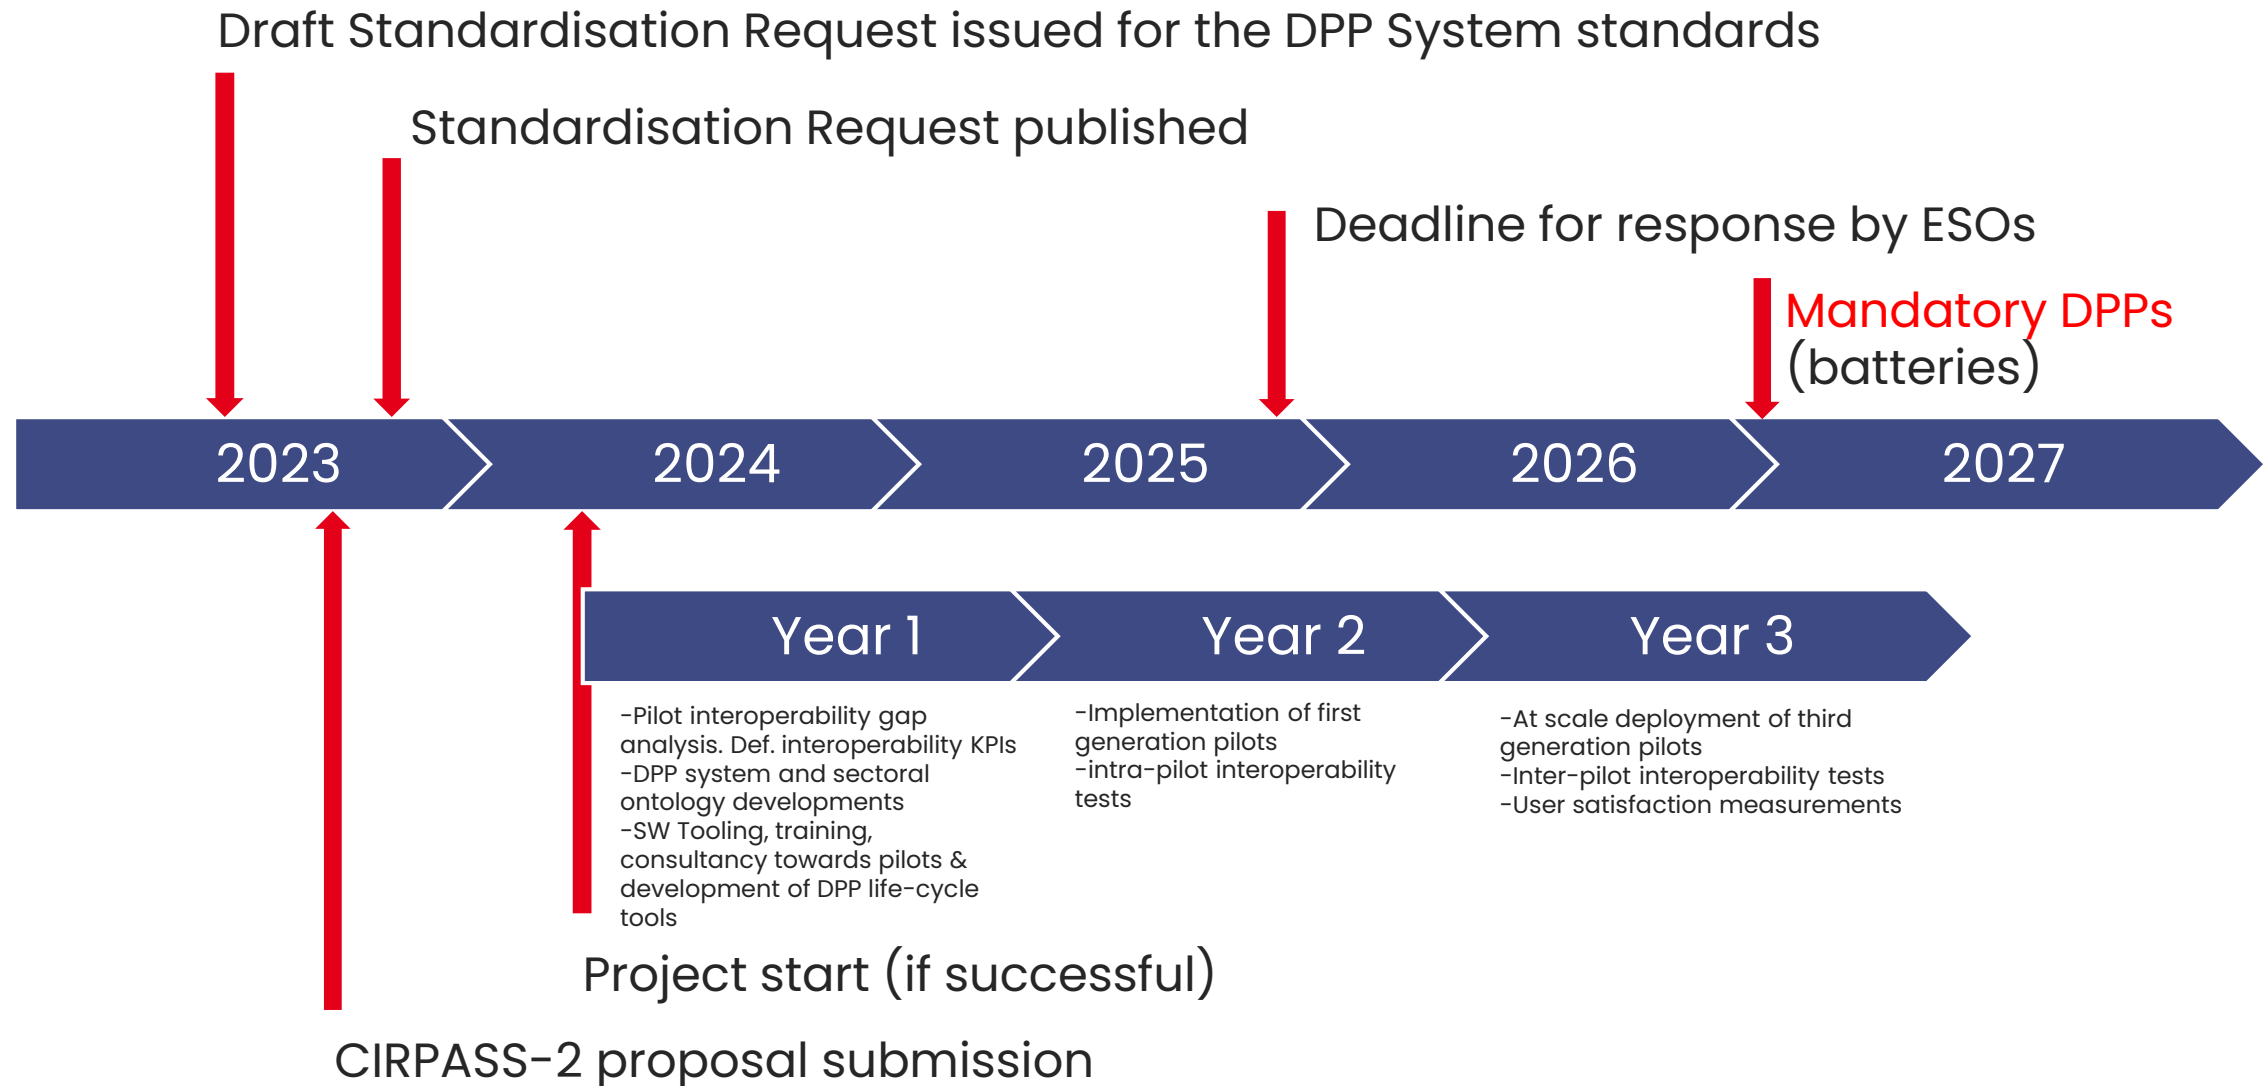 Draft Standardisation Request issued for the DPP System standards
Standardisation Request published
Deadline for response by ESOs
Mandatory DPPs
(batteries)
2023
2024
2025
2026
2027
Year 1
Year 2
Year 3
-Pilot interoperability gap
analysis. Def. interoperability KPIs
-DPP system and sectoral
ontology developments
-SW Tooling, training,
consultancy towards pilots &
development of DPP life-cycle
tools
-Implementation of first
generation pilots
-intra-pilot interoperability
tests
-At scale deployment of third
generation pilots
-Inter-pilot interoperability tests
-User satisfaction measurements
Project start (if successful)
CIRPASS-2 proposal submission